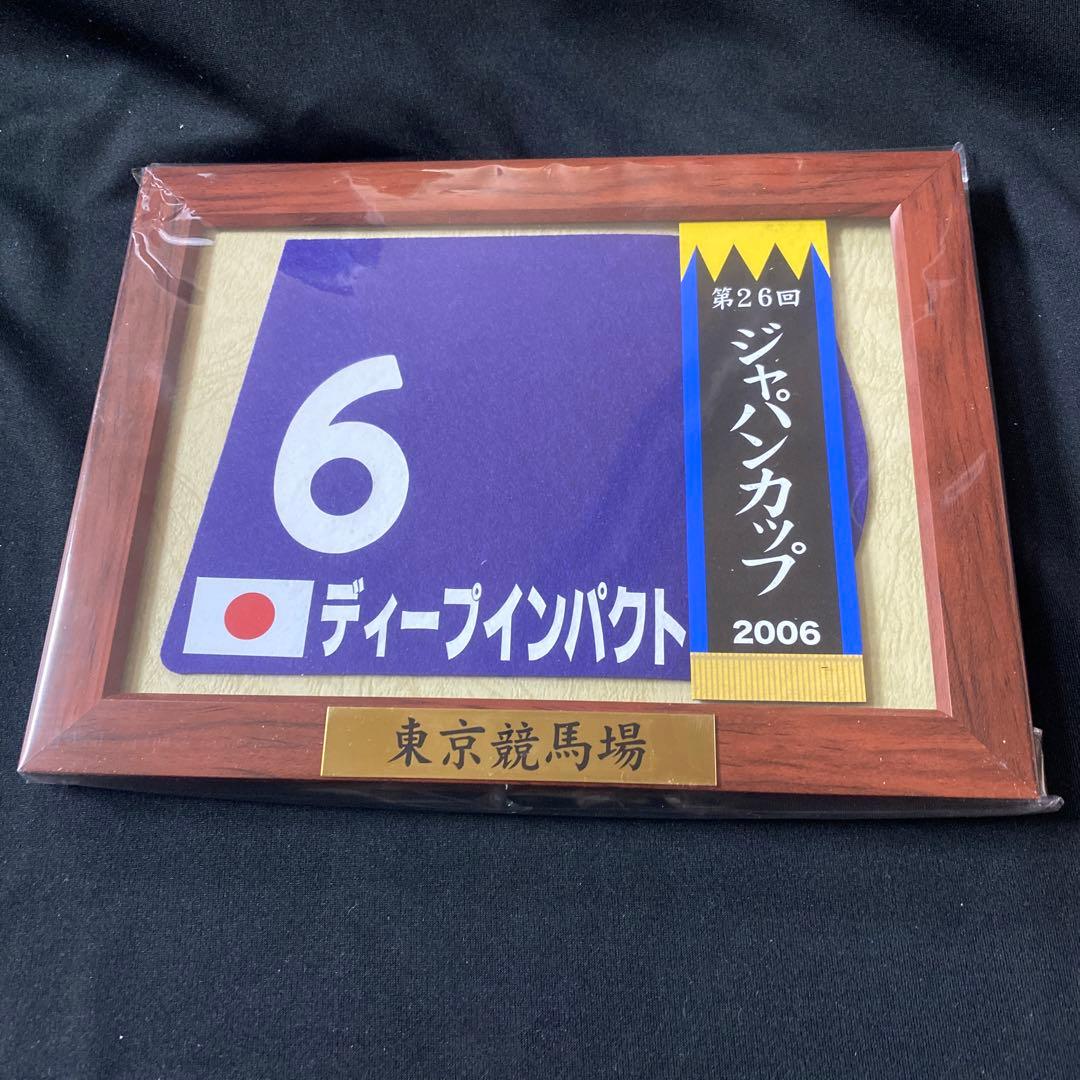 6
ディープインパクト
第26回
ジャパンカップ
2006
東京競馬場